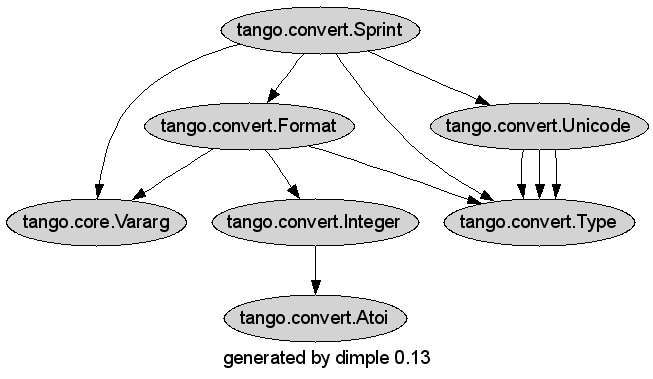 tango.convert.Sprint
tango.convert.Format
tango.convert.Unicode
tango.core.Vararg
tango.convert.Integer
tango.convert.Type
tango.convert.Atoi
generated by dimple 0.13